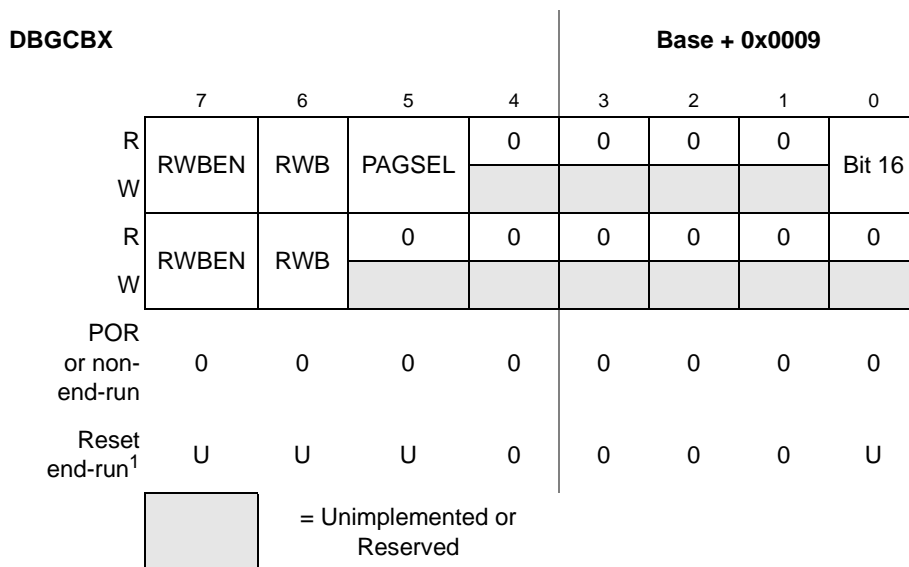 DBGCBX Base + 0x0009
7 6 5 4 3 2 1 0
R RWBEN RWB PAGSEL 0 0 0 0 Bit 16
W
R RWBEN RWB 0 0 0 0 0 0
W
POR
or non-
end-run 0 0 0 0 0 0 0 0
Reset
end-run1 U U U 0 0 0 0 U
= Unimplemented or
Reserved